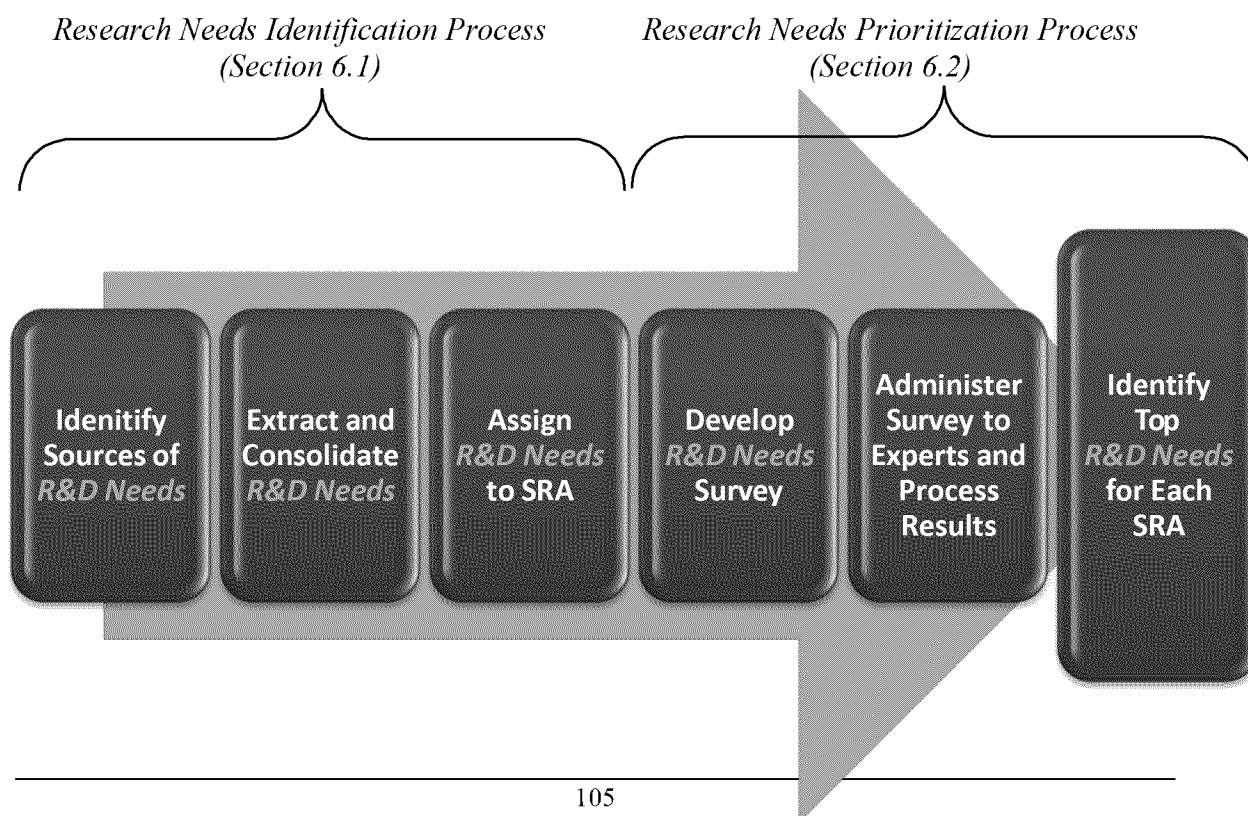 Research Needs Identification Process
(Section 6.1)
Research Needs Prioritization Process
(Section 6.2)
Idenitify
Sources of
R&D Needs
Extract and
Consolidate
R&D Needs
Assign
R&D Needs
to SRA
Develop
R&D Needs
Survey
Administer
Survey to
Experts and
Process
Results
Identify
Top
R&D Needs
for Each
SRA
105